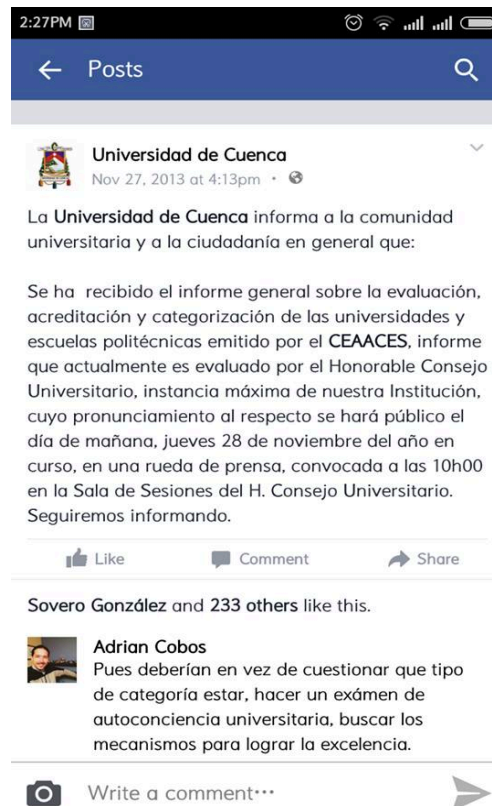 2:27PM
Posts
Universidad de Cuenca
Nov 27, 2013 at 4:13pm ·
La Universidad de Cuenca informa a la comunidad
universitaria y a la ciudadanía en general que:
Se ha recibido el informe general sobre la evaluación,
acreditación y categorización de las universidades y
escuelas politécnicas emitido por el CEAACES, informe
que actualmente es evaluado por el Honorable Consejo
Universitario, instancia máxima de nuestra Institución,
cuyo pronunciamiento al respecto se hará público el
día de mañana, jueves 28 de noviembre del año en
curso, en una rueda de prensa, convocada a las 10h00
en la Sala de Sesiones del H. Consejo Universitario.
Seguiremos informando.
Like Comment Share
Sovero González and 233 others like this.
Adrian Cobos
Pues deberían en vez de cuestionar que tipo
de categoría estar, hacer un exámen de
autoconciencia universitaria, buscar los
mecanismos para lograr la excelencia.
Write a comment···